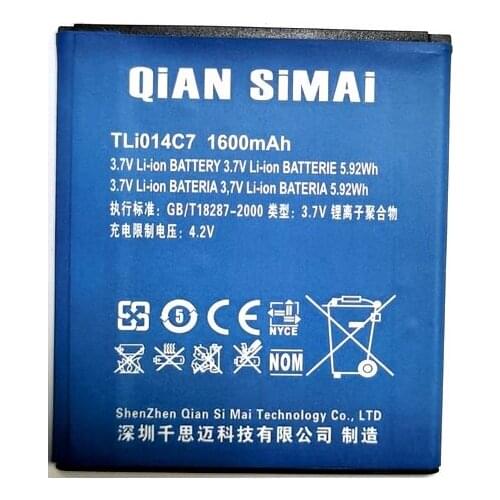 QiAN SiMAi
TLi014C7 1600mAh
3.7V Li-ion BATTERY 3.7V Li-ion BATTERIE 5.92Wh
3.7V Li-ion BATERIA 3,7V Li-ion BATERIA 5.92Wh
执行标准: GB/T18287-2000 类型: 3.7V 锂离子聚合物
充电限制电压: 4.2V
5
NYCE
NOM
ShenZhen Qian Si Mai Technology Co., LTD
深圳千思迈科技有限公司 制造